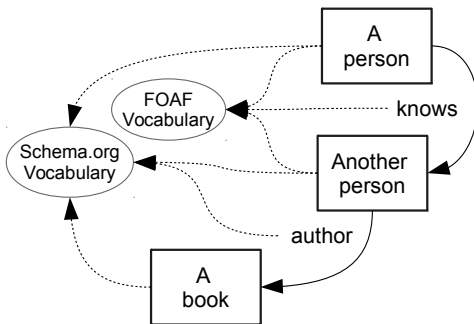 A
person
FOAF
Vocabulary
knows
Schema.org
Vocabulary
Another
person
author
A
book